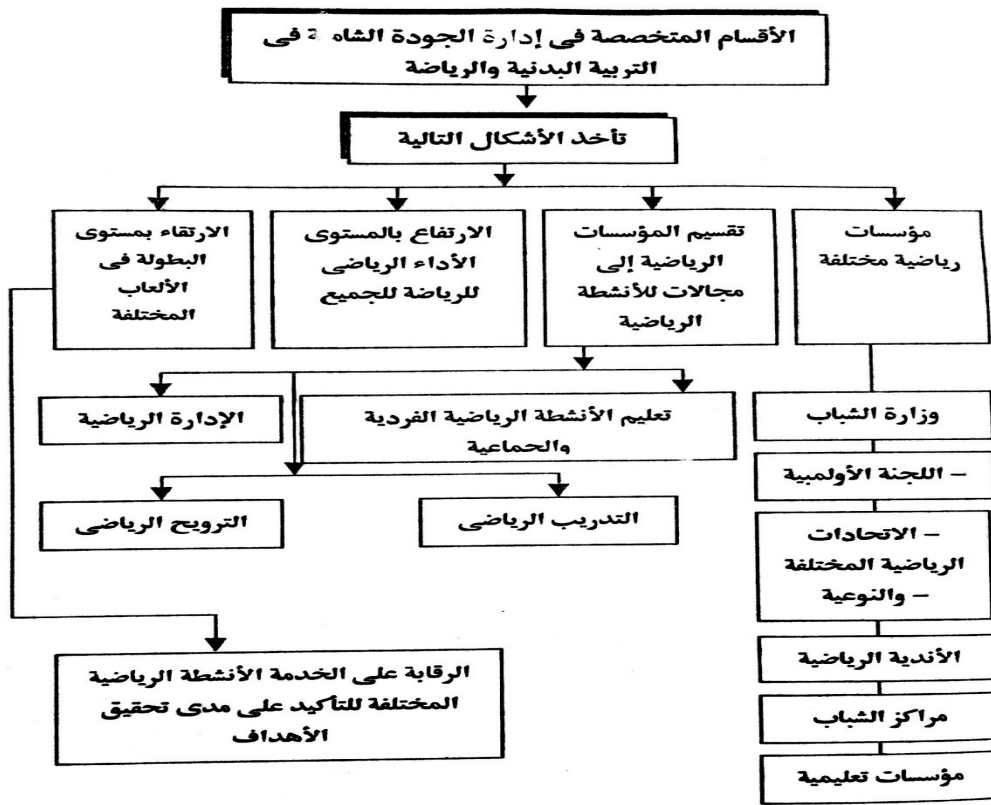 الأقسام المتخصصة فى إدارة الجودة الشاملة فى
التربية البدنية والرياضة
تأخذ الأشكال التالية
مؤسسات
رياضية مختلفة
تقسيم المؤسسات
الرياضية إلى
مجالات للأنشطة
الرياضية
الارتفاع بالمستوى
الأداء الرياضى
للرياضة للجميع
الارتقاء بمستوى
البطولة فى
الألعاب
المختلفة
تعليم الأنشطة الرياضية الفردية
والجماعية
الإدارة الرياضية
التدريب الرياضى
الترويح الرياضى
وزارة الشباب
– اللجنة الأولمبية
– الاتحادات
الرياضية المختلفة
– والنوعية
الأندية الرياضية
مراكز الشباب
مؤسسات تعليمية
الرقابة على الخدمة الأنشطة الرياضية
المختلفة للتأكيد على مدى تحقيق
الأهداف